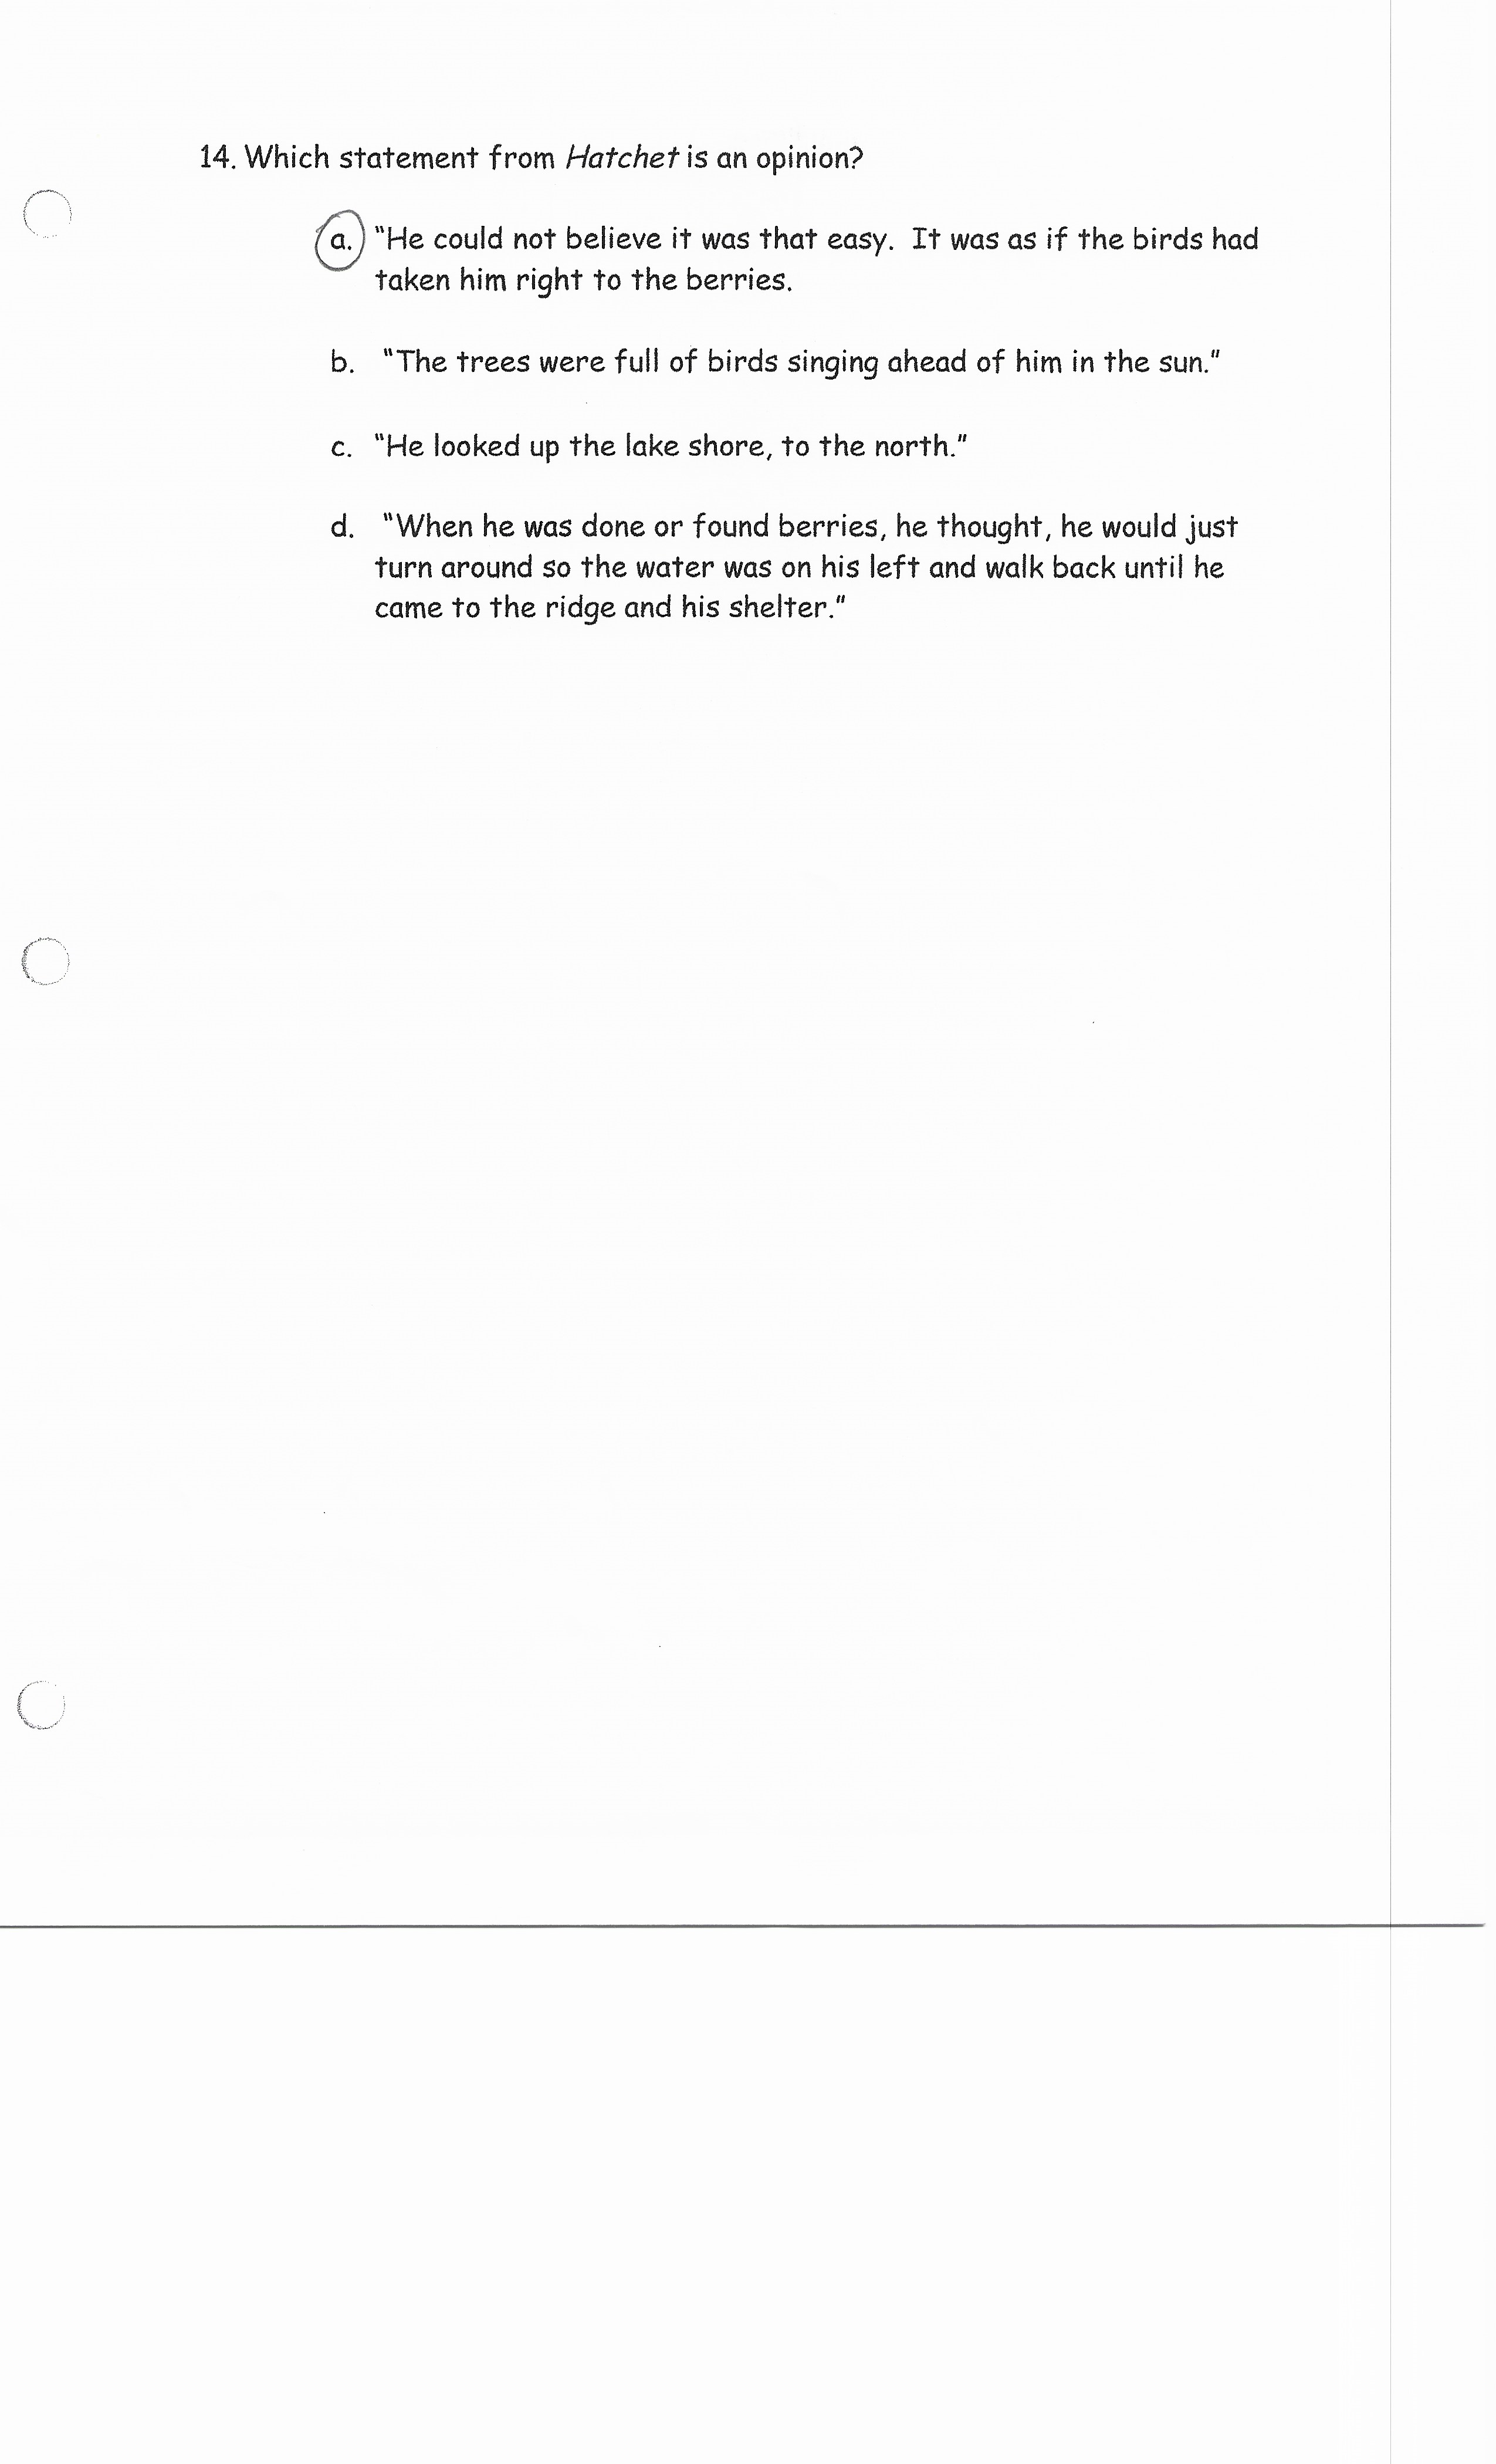 14. Which statement from Hatchet is an opinion?
a. "He could not believe it was that easy.  It was as if the birds had
taken him right to the berries.
b. "The trees were full of birds singing ahead of him in the sun."
c. "He looked up the lake shore, to the north."
d. "When he was done or found berries, he thought, he would just
turn around so the water was on his left and walk back until he
came to the ridge and his shelter."